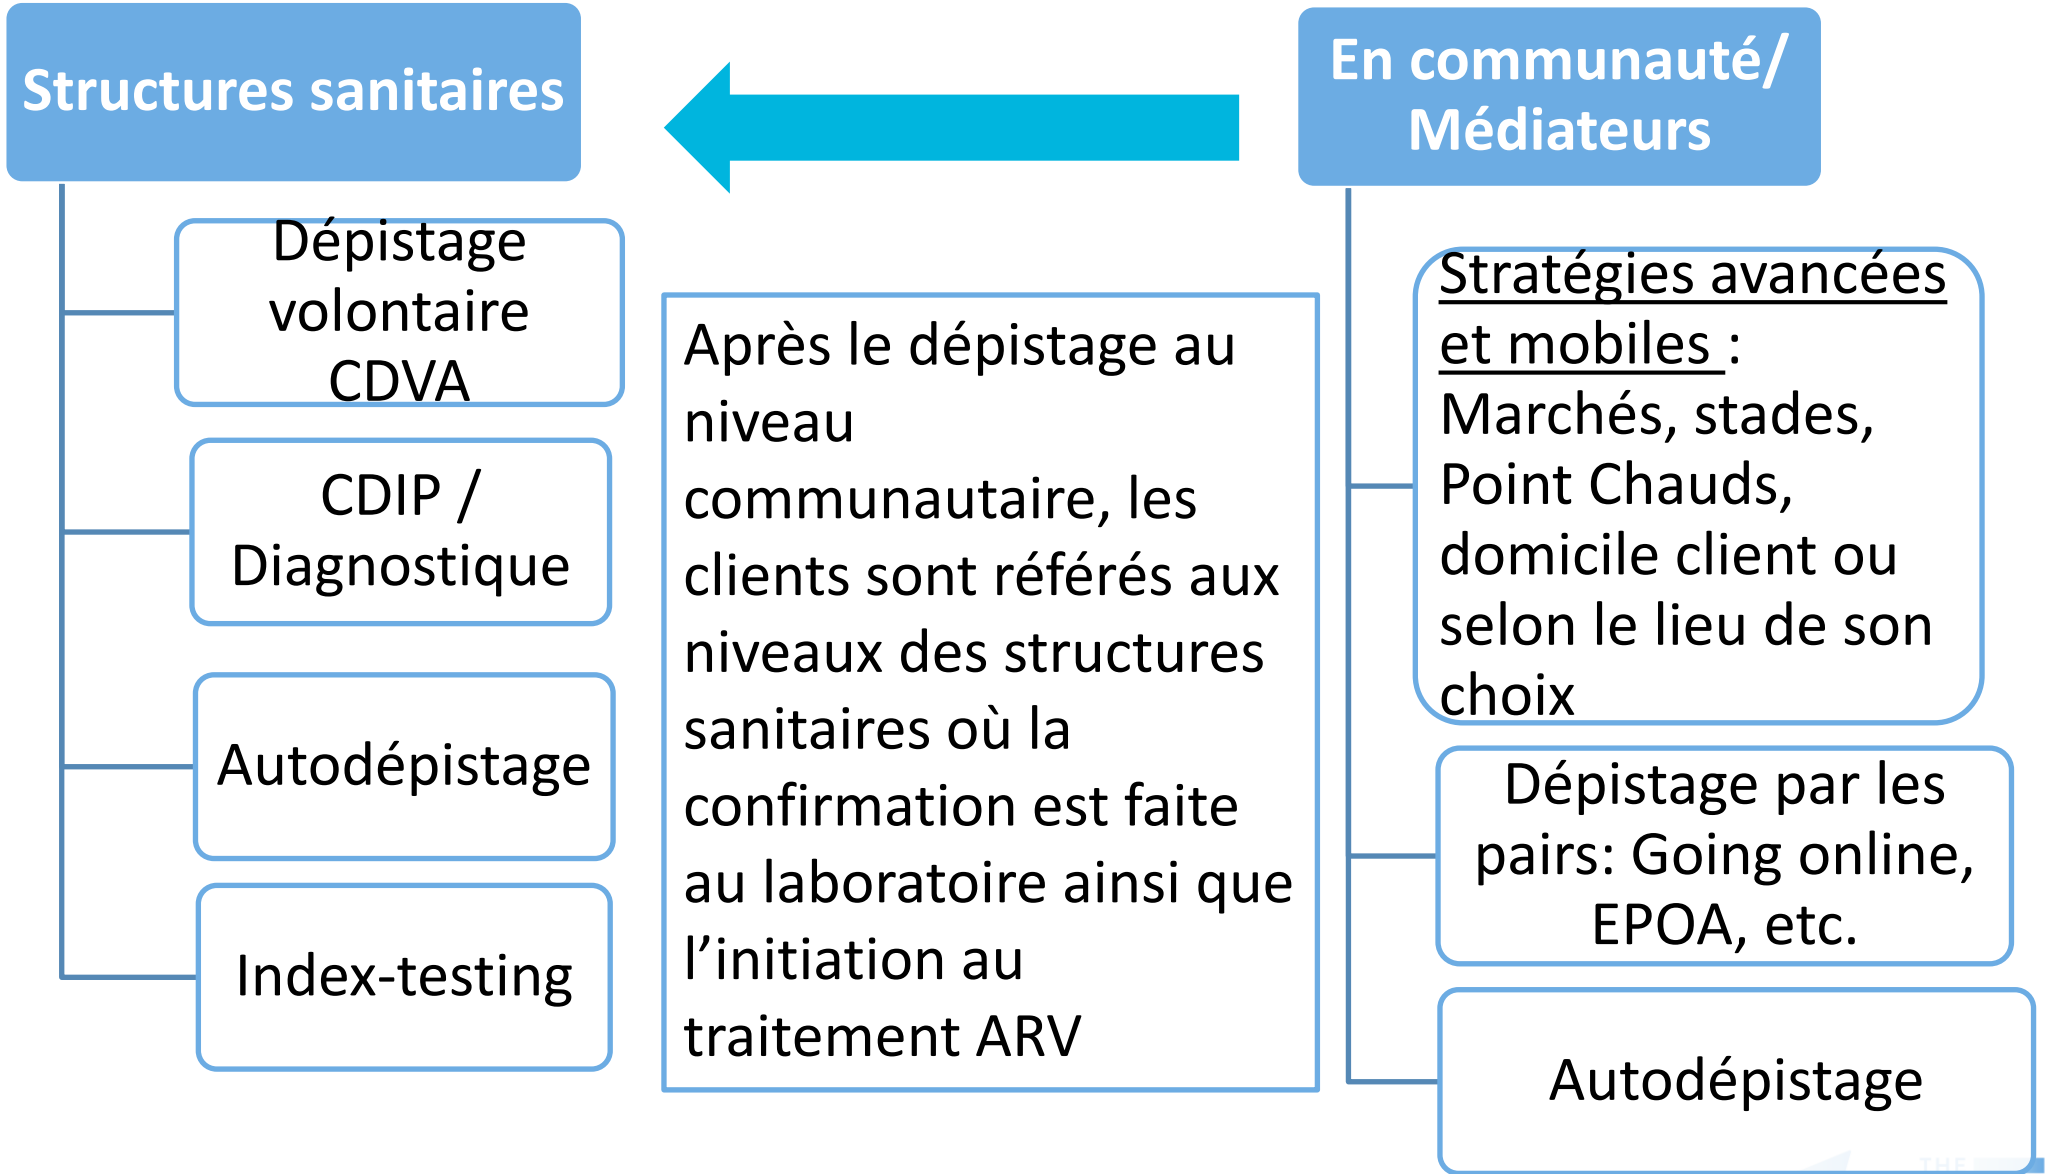 Structures sanitaires
Dépistage
volontaire
CDVA
CDIP /
Diagnostique
Autodépistage
Index-testing
Après le dépistage au
niveau
communautaire, les
clients sont référés aux
niveaux des structures
sanitaires où la
confirmation est faite
au laboratoire ainsi que
l’initiation au
traitement ARV
En communauté/
Médiateurs
Stratégies avancées
et mobiles :
Marchés, stades,
Point Chauds,
domicile client ou
selon le lieu de son
choix
Dépistage par les
pairs: Going online,
EPOA, etc.
Autodépistage
THE